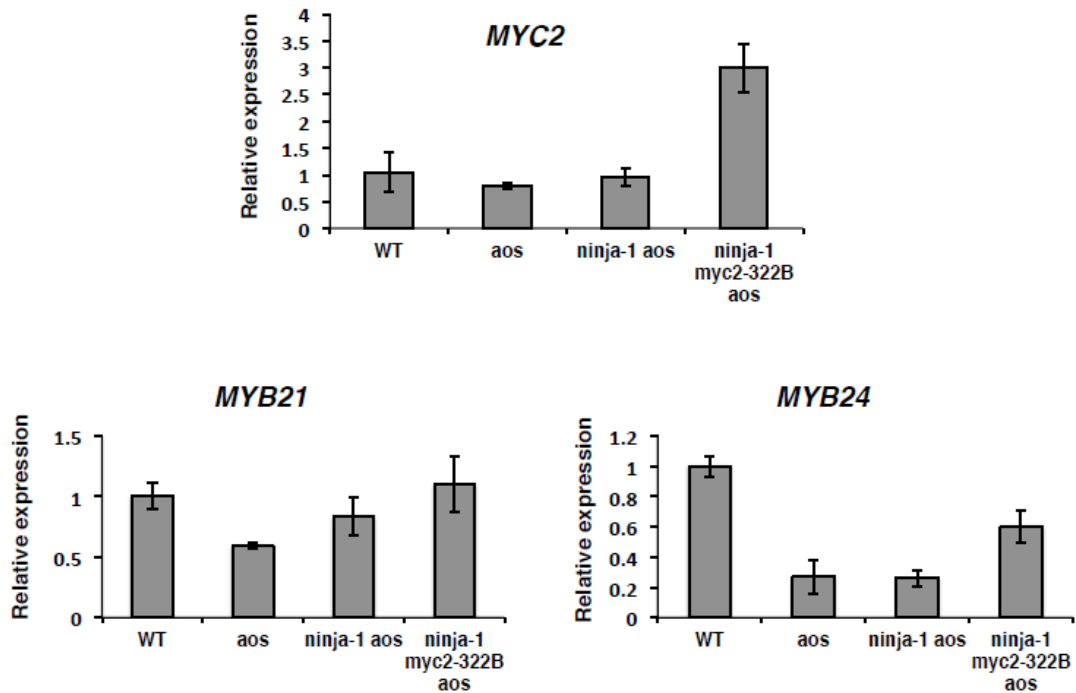 MYC2
Relative expression
4
3.5
3
2.5
2
1.5
1
0.5
0
WT
aos
ninja-1 aos
ninja-1
myc2-322B
aos
MYB21
Relative expression
1.5
1
0.5
0
WT
aos
ninja-1 aos
ninja-1
myc2-322B
aos
MYB24
Relative expression
1.2
1
0.8
0.6
0.4
0.2
0
WT
aos
ninja-1 aos
ninja-1
myc2-322B
aos